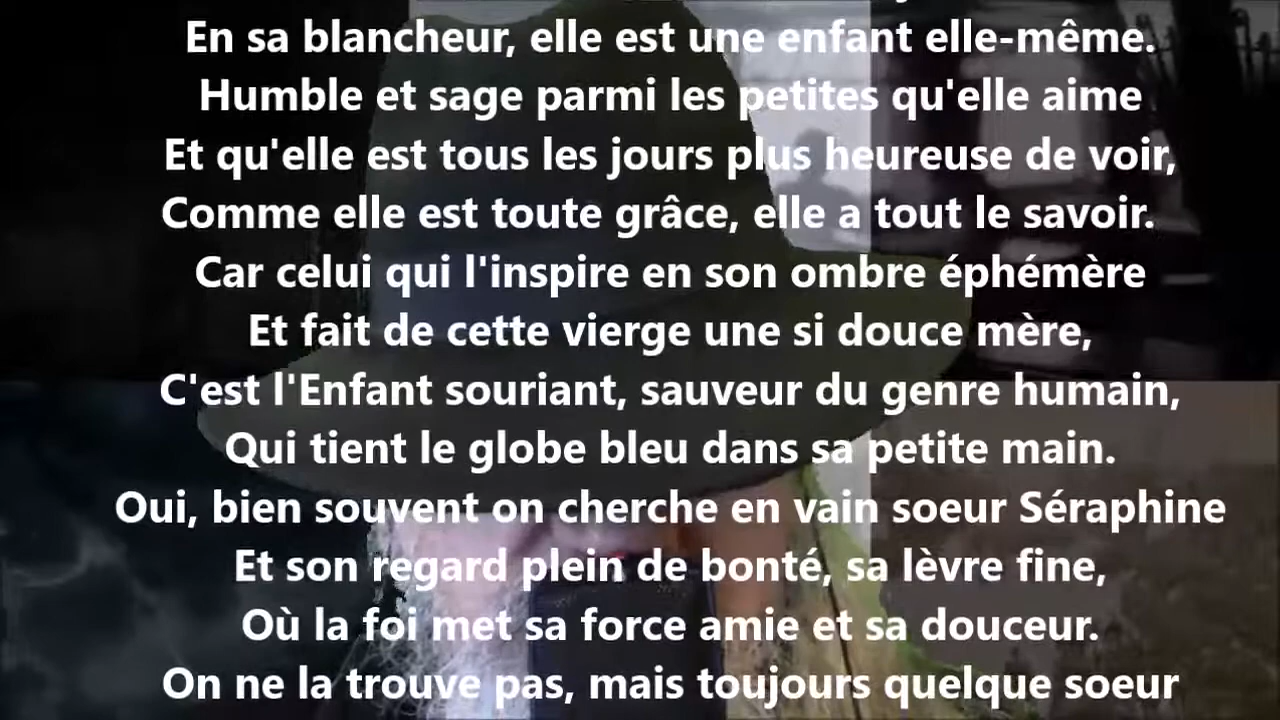 En sa blancheur, elle est une enfant elle-même.
Humble et sage parmi les petites qu'elle aime
Et qu'elle est tous les jours plus heureuse de voir,
Comme elle est toute grâce, elle a tout le savoir.
Car celui qui l'inspire en son ombre éphémère
Et fait de cette vierge une si douce mère,
C'est l'Enfant souriant, sauveur du genre humain,
Qui tient le globe bleu dans sa petite main.
Oui, bien souvent on cherche en vain soeur Séraphine
Et son regard plein de bonté, sa lèvre fine,
Où la foi met sa force amie et sa douceur.
On ne la trouve pas, mais toujours quelque soeur